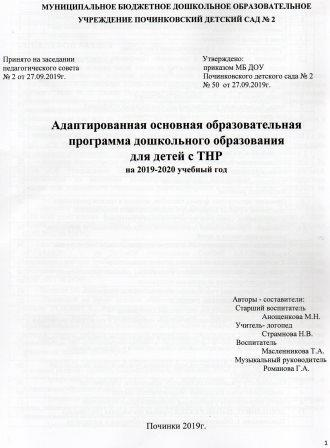 МУНИЦИПАЛЬНОЕ БЮДЖЕТНОЕ ДОШКОЛЬНОЕ ОБРАЗОВАТЕЛЬНОЕ
УЧРЕЖДЕНИЕ ПОЧИНКОВСКИЙ ДЕТСКИЙ САД № 2
Принято на заседании
педагогического совета
№ 2 от 27.09.2019г.
Утверждено:
приказом МБ ДОУ
Починковского детского сада № 2
№ 50 от 27.09.2019г.
Адаптированная основная образовательная
программа дошкольного образования
для детей с ТНР
на 2019-2020 учебный год
Авторы - составители:
Старший воспитатель
Анощенкова М.Н.
Учитель- логопед
Страмнова Н.В.
Воспитатель
Масленникова Т.А.
Музыкальный руководитель
Романова Г.А.
Починки 2019г.
1